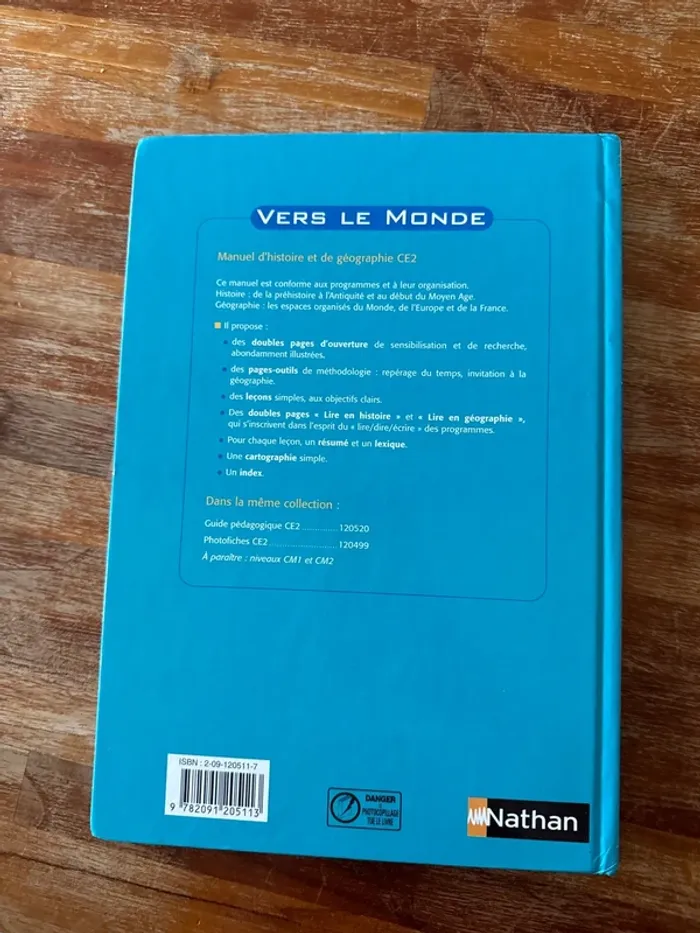 VERS LE MONDE
Manuel d'histoire et de géographie CE2
Ce manuel est conforme aux programmes et à leur organisation.
Histoire : de la préhistoire à l'Antiquité et au début du Moyen Age.
Géographie : les espaces organisés du Monde, de l'Europe et de la France.
Il propose :
• des doubles pages d'ouverture de sensibilisation et de recherche,
abondamment illustrées.
• des pages-outils de méthodologie : repérage du temps, invitation à la
géographie.
• des leçons simples, aux objectifs clairs.
• Des doubles pages « Lire en histoire » et « Lire en géographie »,
qui s'inscrivent dans l'esprit du « lire/dire/écrire » des programmes.
• Pour chaque leçon, un résumé et un lexique.
• Une cartographie simple.
• Un index.
Dans la même collection :
Guide pédagogique CE2 .............. 120520
Photofiches CE2 ........................... 120499
À paraître : niveaux CM1 et CM2
ISBN : 2-09-120511-7
9 782091 205113
DANGER
LE
PHOTOCOPILLAGE
TUE LE LIVRE
Nathan